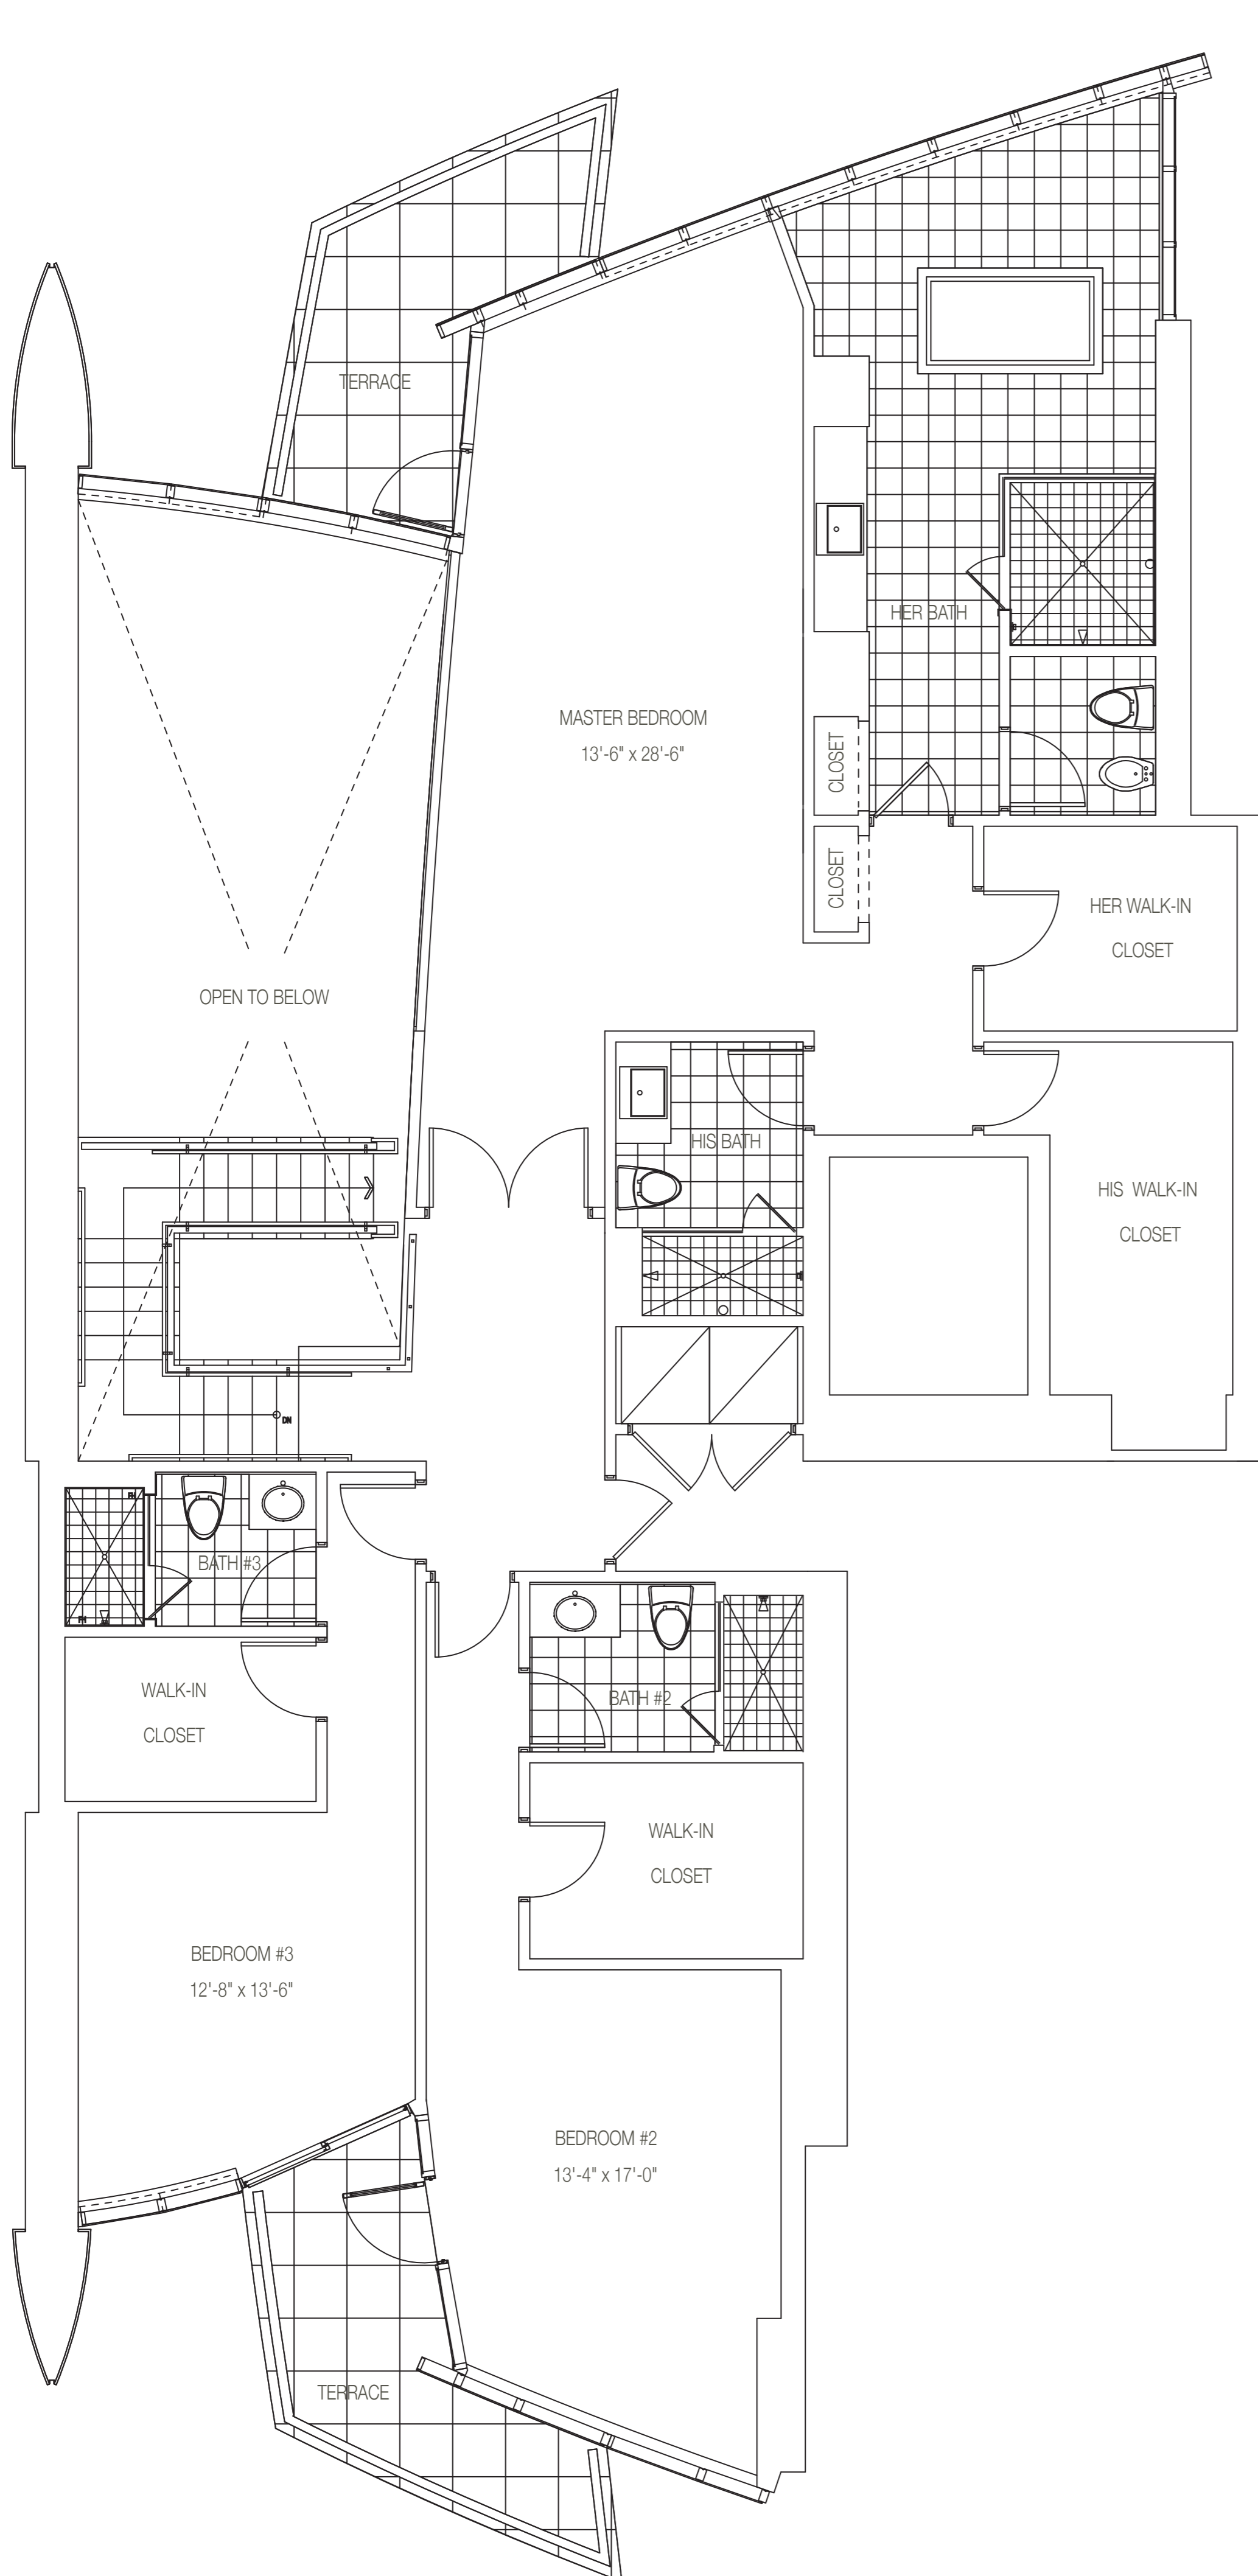 TERRACE
HER BATH
MASTER BEDROOM
13'-6" x 28'-6"
CLOSET
CLOSET
HER WALK-IN
CLOSET
OPEN TO BELOW
HIS BATH
HIS WALK-IN
CLOSET
DN
FH
BATH #3
FH
WALK-IN
CLOSET
BATH #2
WALK-IN
CLOSET
BEDROOM #3
12'-8" x 13'-6"
BEDROOM #2
13'-4" x 17'-0"
TERRACE